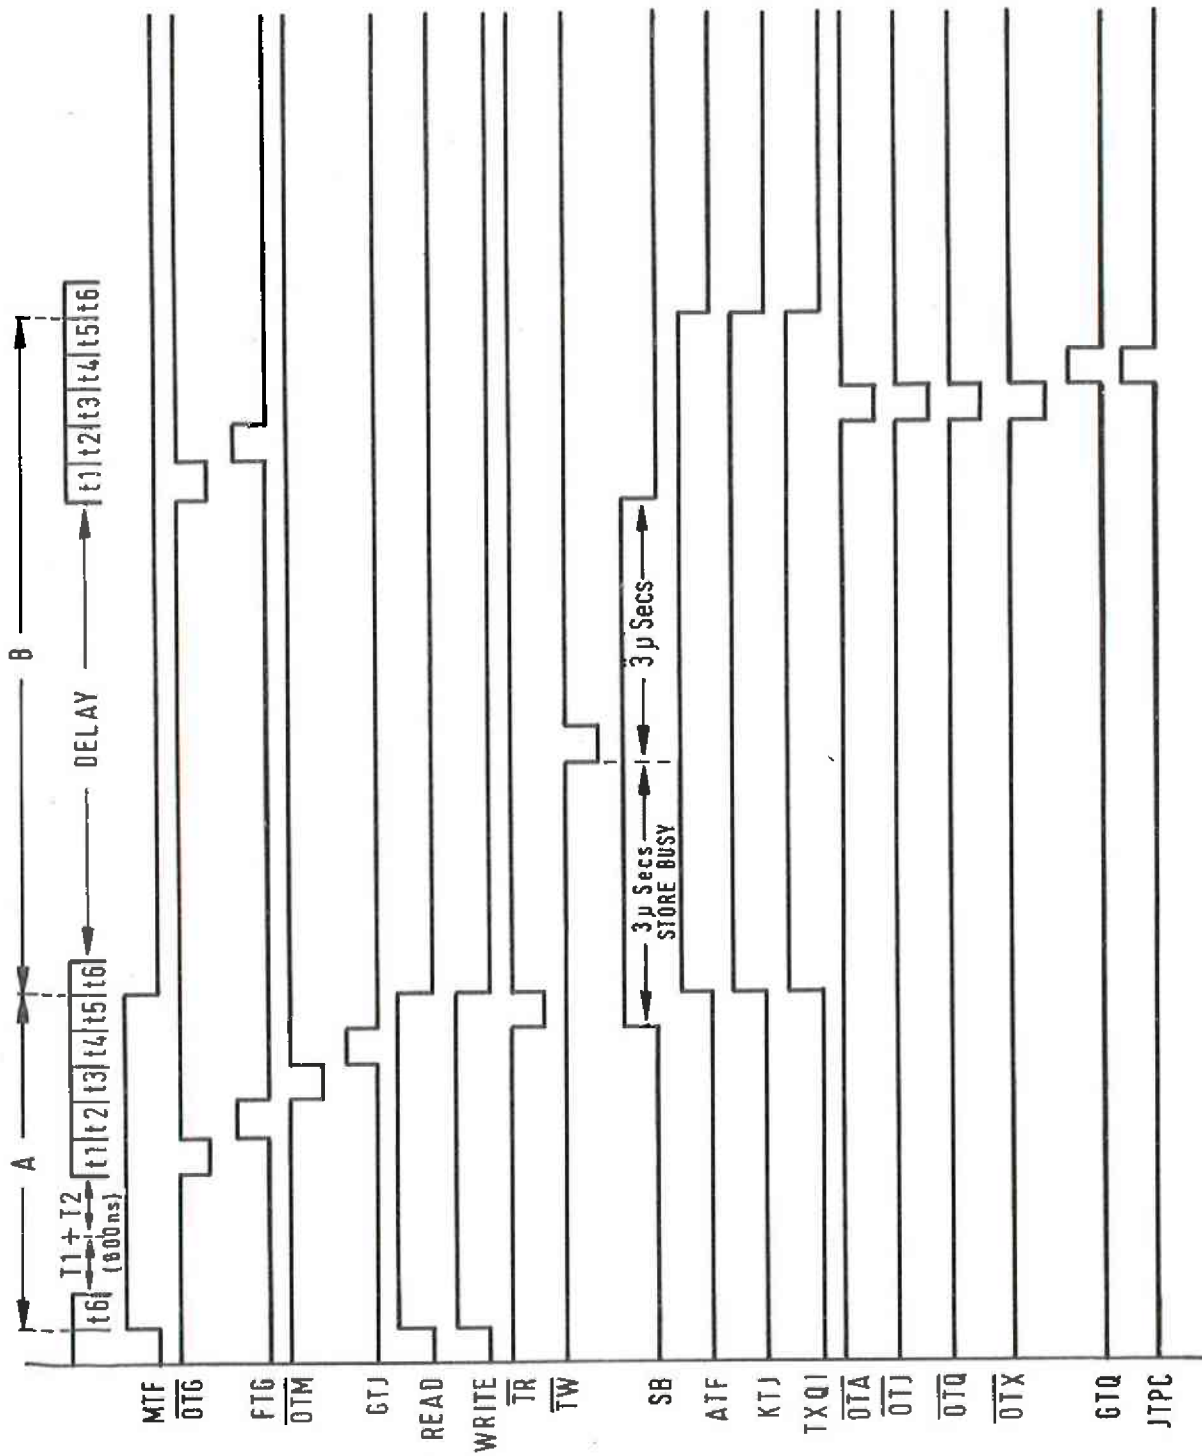 A
B
t6
T1 + T2
(600ns)
t1 t2 t3 t4 t5 t6
DELAY
t1 t2 t3 t4 t5 t6
MTF
OTG
FTG
OTM
GTJ
READ
WRITE
TR
TW
SB
3 µ Secs
STORE BUSY
3 µ Secs
ATF
KTJ
TXQ1
OTA
OTJ
OTQ
OTX
GTQ
JTPC